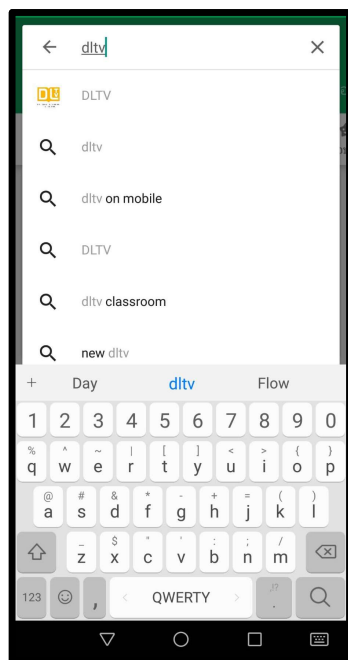 dltv
DLTV
dltv
dltv on mobile
DLTV
dltv classroom
new dltv
+ Day dltv Flow
1 2 3 4 5 6 7 8 9 0
% ^ ~ | [ ] < > { }
q w e r t y u i o p
@ # & * - + = ( )
a s d f g h j k l
_ $ " ' : ; /
z x c v b n m
123 , < QWERTY > ,!? .